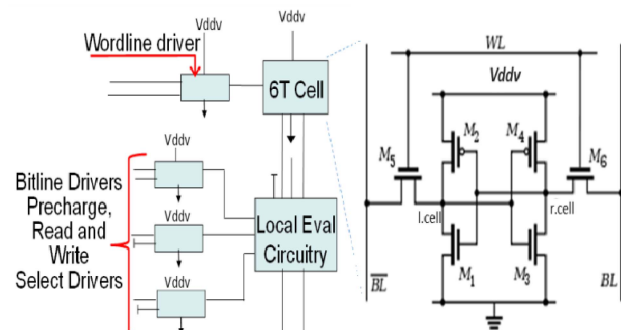 Wordline driver
Vddv
Vddv
6T Cell
Vddv
Bitline Drivers
Precharge,
Read and
Write
Select Drivers
Vddv
Vddv
Local Eval
Circuitry
WL
Vddv
M2
M4
M5
M6
l.cell
r.cell
M1
M3
BL
BL